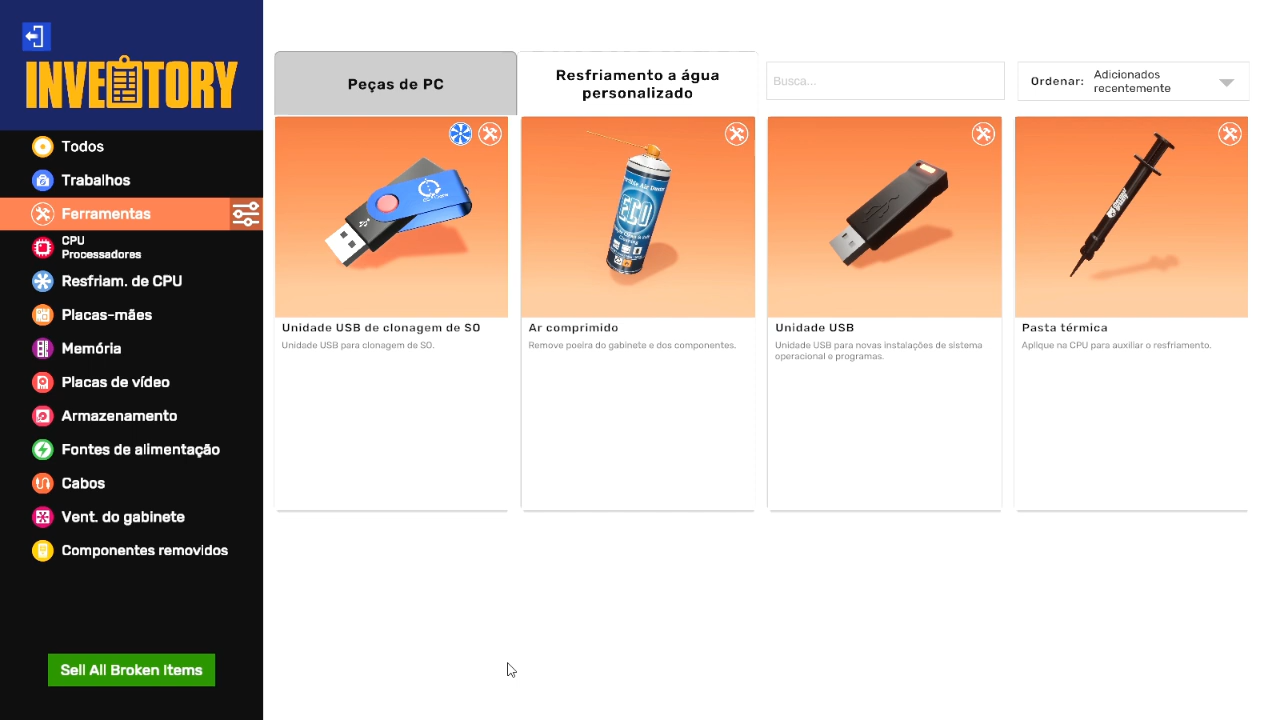 INVENTORY
Todos
Trabalhos
Ferramentas
CPU
Processadores
Resfriam. de CPU
Placas-mães
Memória
Placas de vídeo
Armazenamento
Fontes de alimentação
Cabos
Vent. do gabinete
Componentes removidos
Sell All Broken Items
Peças de PC
Resfriamento a água
personalizado
Busca...
Ordenar:
Adicionados
recentemente
ECO
Unidade USB de clonagem de SO
Unidade USB para clonagem de SO.
Ar comprimido
Remove poeira do gabinete e dos componentes.
Unidade USB
Unidade USB para novas instalações de sistema
operacional e programas.
Pasta térmica
Aplique na CPU para auxiliar o resfriamento.